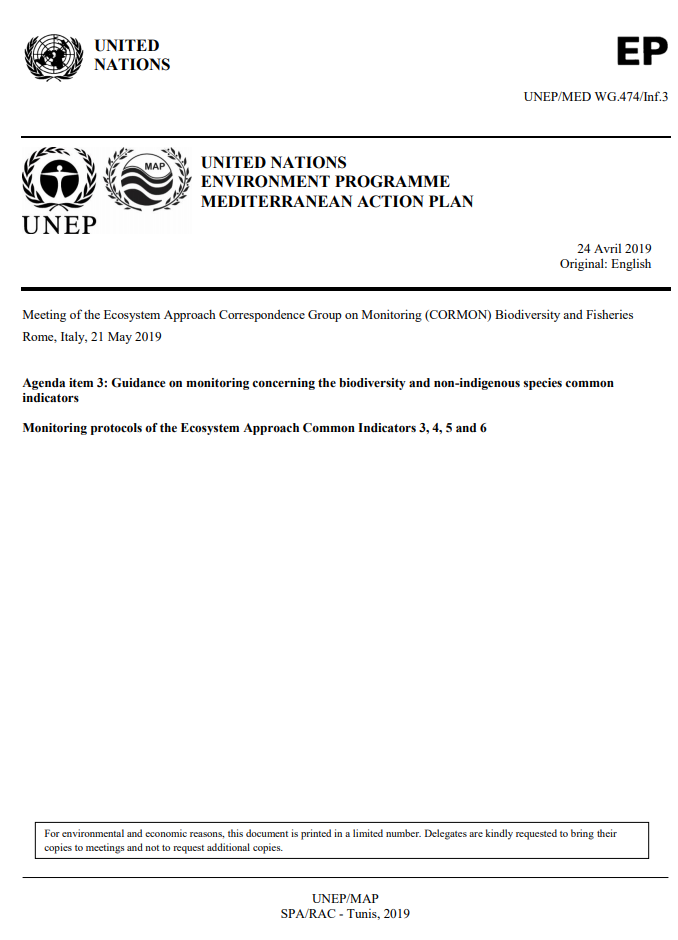 UNITED
NATIONS
EP
UNEP/MED WG.474/Inf.3
UNEP
MAP
UNITED NATIONS
ENVIRONMENT PROGRAMME
MEDITERRANEAN ACTION PLAN
24 Avril 2019
Original: English
Meeting of the Ecosystem Approach Correspondence Group on Monitoring (CORMON) Biodiversity and Fisheries
Rome, Italy, 21 May 2019
Agenda item 3: Guidance on monitoring concerning the biodiversity and non-indigenous species common
indicators
Monitoring protocols of the Ecosystem Approach Common Indicators 3, 4, 5 and 6
For environmental and economic reasons, this document is printed in a limited number. Delegates are kindly requested to bring their
copies to meetings and not to request additional copies.
UNEP/MAP
SPA/RAC - Tunis, 2019